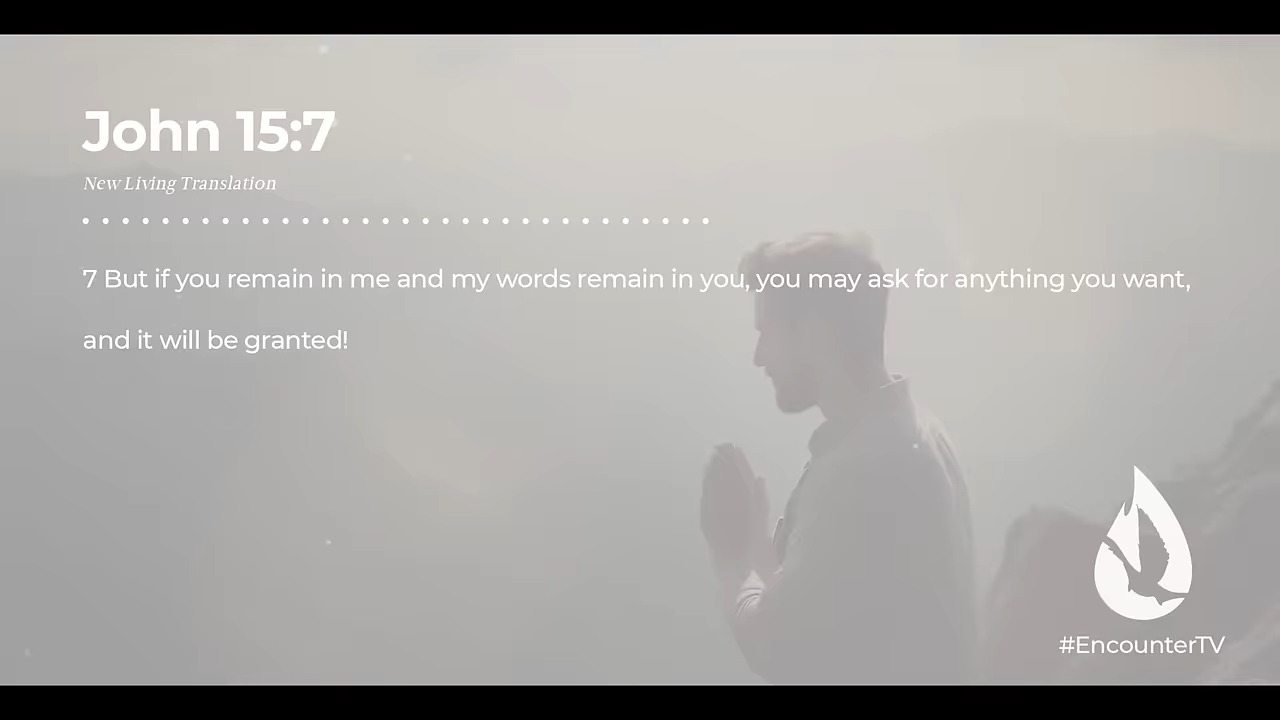 John 15:7
New Living Translation
7 But if you remain in me and my words remain in you, you may ask for anything you want,
and it will be granted!
#EncounterTV